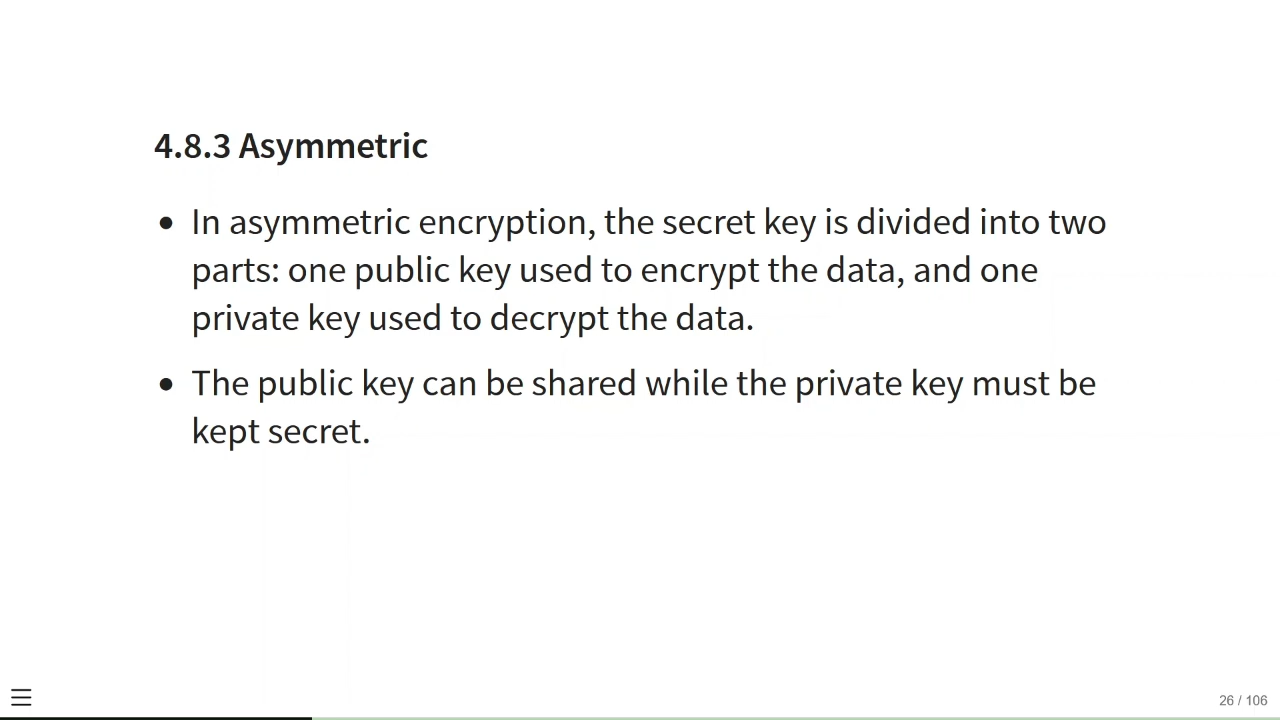 4.8.3 Asymmetric
• In asymmetric encryption, the secret key is divided into two
parts: one public key used to encrypt the data, and one
private key used to decrypt the data.
• The public key can be shared while the private key must be
kept secret.
26 / 106